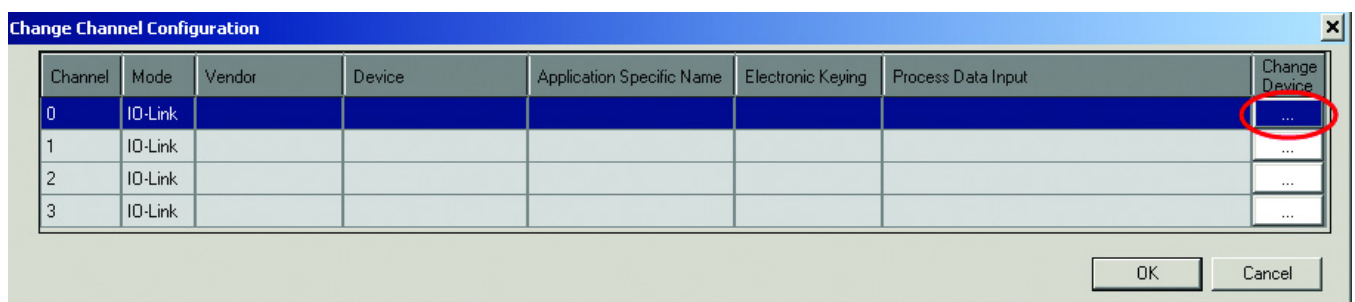 Change Channel Configuration
Channel Mode Vendor Device Application Specific Name Electronic Keying Process Data Input Change Device
0 IO-Link ...
1 IO-Link ...
2 IO-Link ...
3 IO-Link ...
OK Cancel